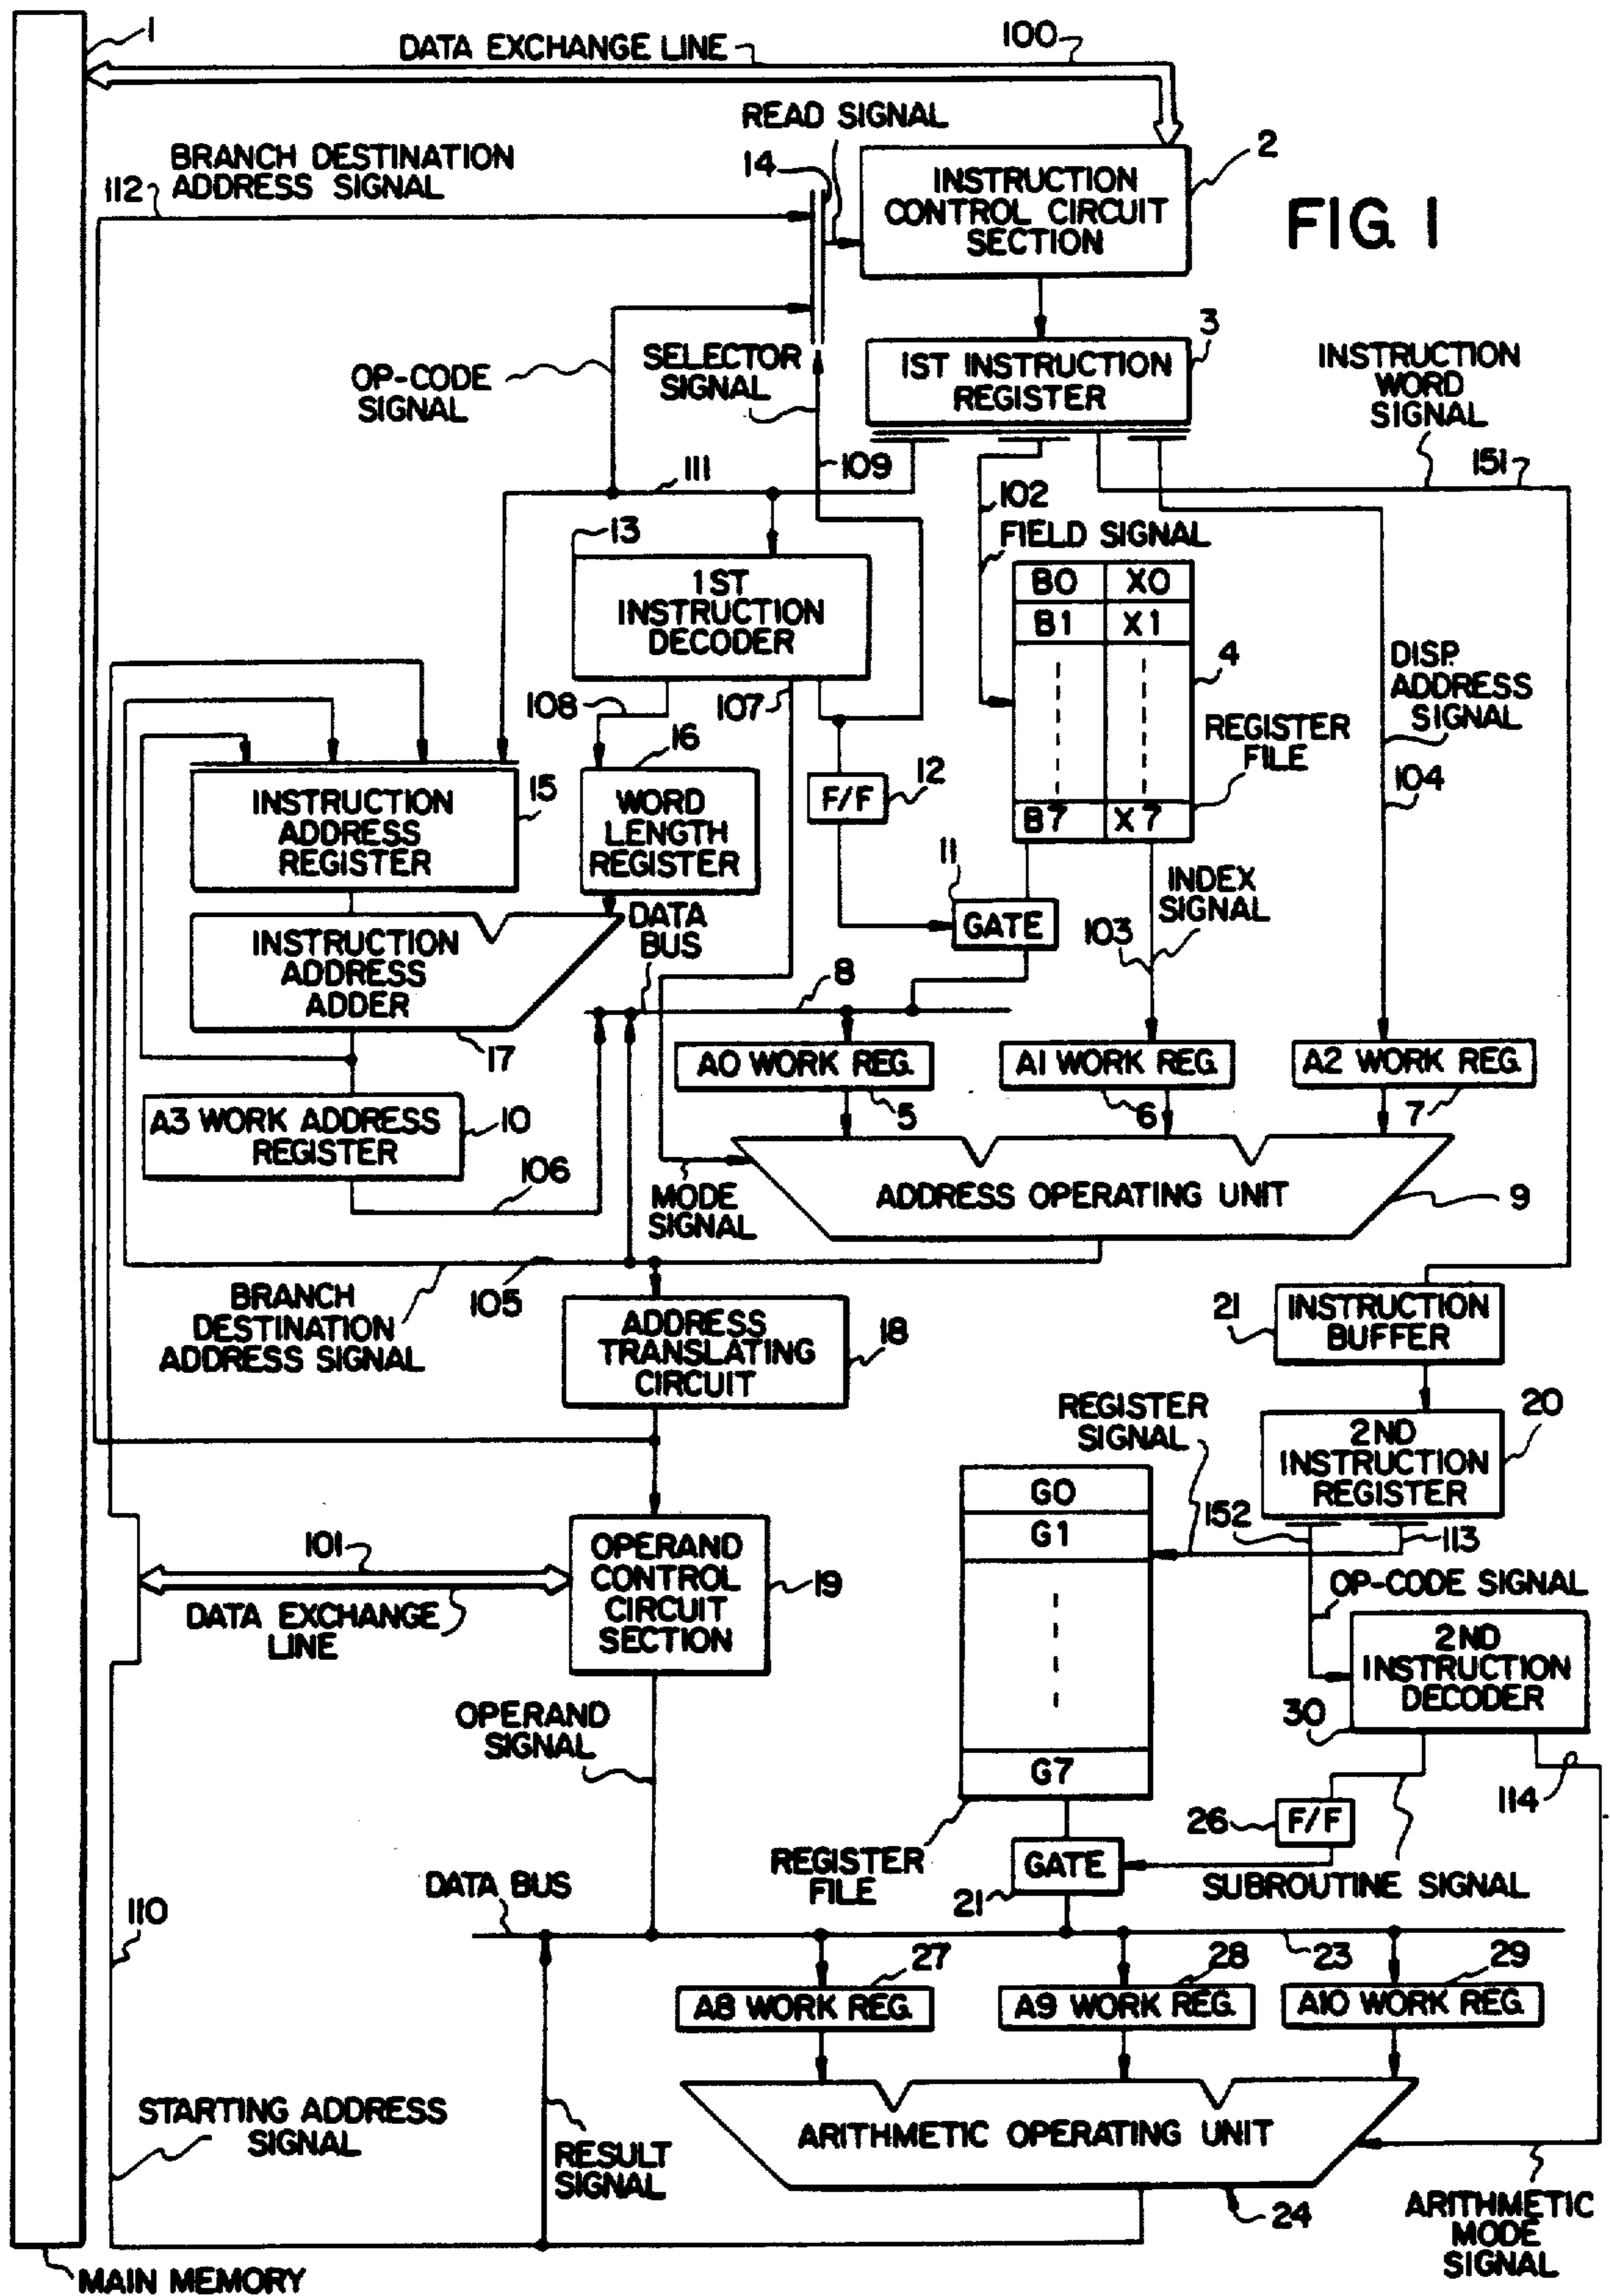 1
DATA EXCHANGE LINE
100
READ SIGNAL
BRANCH DESTINATION
ADDRESS SIGNAL
112
14
INSTRUCTION
CONTROL CIRCUIT
SECTION
2
FIG. 1
OP-CODE
SIGNAL
SELECTOR
SIGNAL
1ST INSTRUCTION
REGISTER
3
INSTRUCTION
WORD
SIGNAL
151
111
109
102
13
FIELD SIGNAL
1ST
INSTRUCTION
DECODER
B0 X0
B1 X1
B7 X7
4
REGISTER
FILE
DISP.
ADDRESS
SIGNAL
104
108
107
16
12
F/F
INSTRUCTION
ADDRESS
REGISTER
15
WORD
LENGTH
REGISTER
11
GATE
INDEX
SIGNAL
103
DATA
BUS
8
INSTRUCTION
ADDRESS
ADDER
17
A0 WORK REG.
A1 WORK REG.
A2 WORK REG.
5
6
7
A3 WORK ADDRESS
REGISTER
10
106
MODE
SIGNAL
ADDRESS OPERATING UNIT
9
105
BRANCH
DESTINATION
ADDRESS SIGNAL
ADDRESS
TRANSLATING
CIRCUIT
18
21
INSTRUCTION
BUFFER
REGISTER
SIGNAL
2ND
INSTRUCTION
REGISTER
20
152
113
G0
G1
G7
101
DATA EXCHANGE
LINE
OPERAND
CONTROL
CIRCUIT
SECTION
19
OP-CODE SIGNAL
2ND
INSTRUCTION
DECODER
30
114
OPERAND
SIGNAL
26
F/F
REGISTER
FILE
GATE
21
SUBROUTINE SIGNAL
DATA BUS
110
23
27
28
29
A8 WORK REG.
A9 WORK REG.
A10 WORK REG.
STARTING ADDRESS
SIGNAL
RESULT
SIGNAL
ARITHMETIC OPERATING UNIT
24
ARITHMETIC
MODE
SIGNAL
MAIN MEMORY